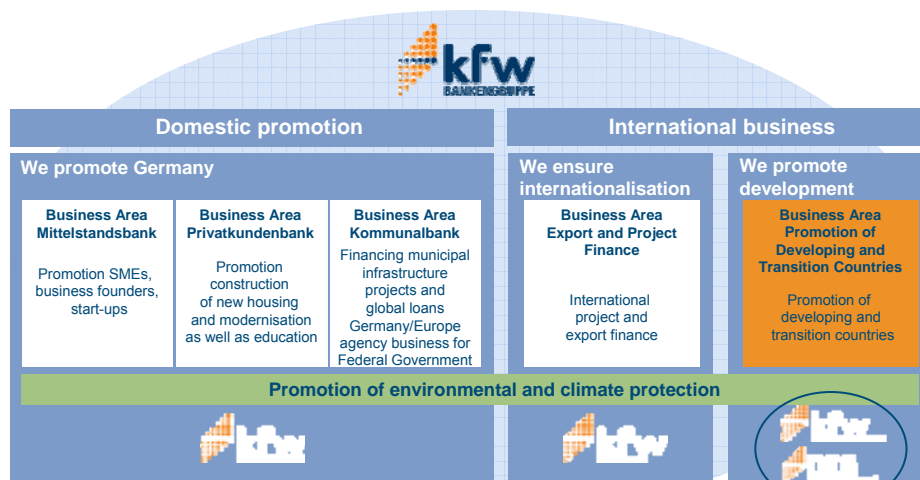 kfw
BANKENGRUPPE
Domestic promotion
International business
We promote Germany
We ensure
internationalisation
We promote
development
Business Area
Mittelstandsbank
Promotion SMEs,
business founders,
start-ups
Business Area
Privatkundenbank
Promotion
construction
of new housing
and modernisation
as well as education
Business Area
Kommunalbank
Financing municipal
infrastructure
projects and
global loans
Germany/Europe
agency business for
Federal Government
Business Area
Export and Project
Finance
International
project and
export finance
Business Area
Promotion of
Developing and
Transition Countries
Promotion of
developing and
transition countries
Promotion of environmental and climate protection
kfw
kfw
kfw